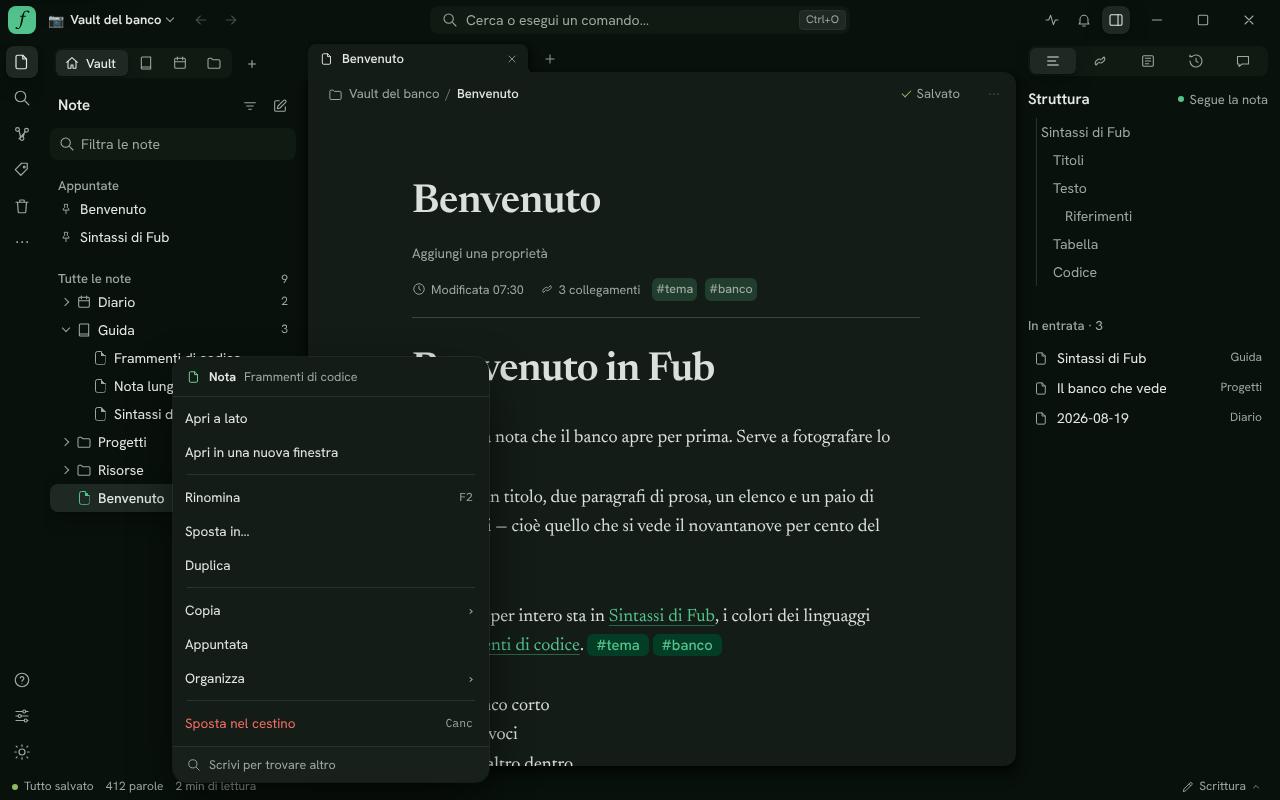 f
Vault del banco
Cerca o esegui un comando…
Ctrl+O
Vault
Note
Filtra le note
Appuntate
Benvenuto
Sintassi di Fub
Tutte le note 9
Diario 2
Guida 3
Frammenti di codice
Nota lung
Sintassi d
Progetti
Risorse
Benvenuto
Nota Frammenti di codice
Apri a lato
Apri in una nuova finestra
Rinomina F2
Sposta in…
Duplica
Copia ›
Appuntata
Organizza ›
Sposta nel cestino Canc
Scrivi per trovare altro
Benvenuto
Vault del banco / Benvenuto
Salvato
Benvenuto
Aggiungi una proprietà
Modificata 07:30 3 collegamenti #tema #banco
venuto in Fub
nota che il banco apre per prima. Serve a fotografare lo
n titolo, due paragrafi di prosa, un elenco e un paio di
i — cioè quello che si vede il novantanove per cento del
per intero sta in Sintassi di Fub, i colori dei linguaggi
nti di codice. #tema #banco
co corto
voci
altro dentro
Struttura Segue la nota
Sintassi di Fub
Titoli
Testo
Riferimenti
Tabella
Codice
In entrata · 3
Sintassi di Fub Guida
Il banco che vede Progetti
2026-08-19 Diario
Tutto salvato 412 parole 2 min di lettura
Scrittura